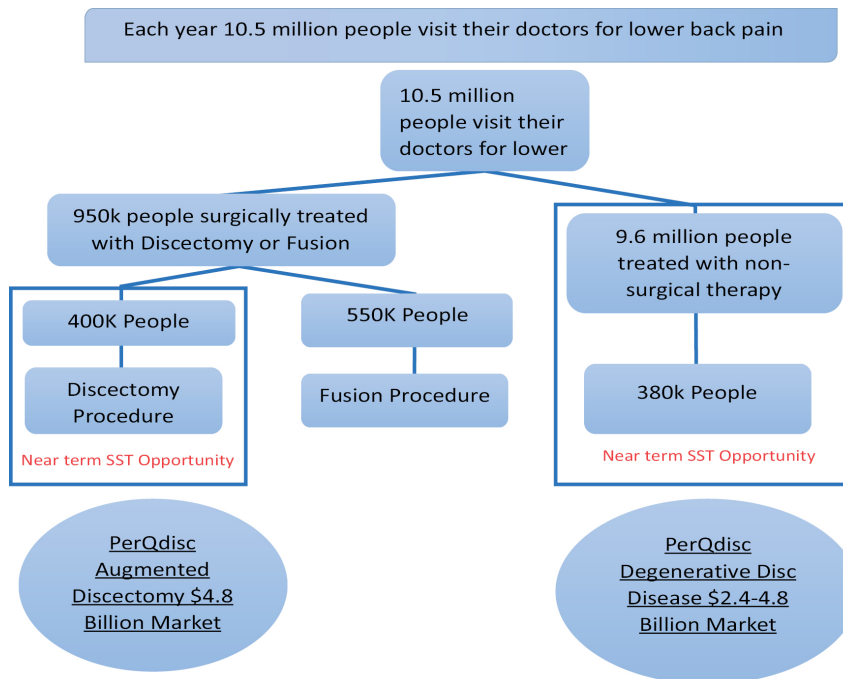 Each year 10.5 million people visit their doctors for lower back pain
10.5 million
people visit their
doctors for lower
950k people surgically treated
with Discectomy or Fusion
9.6 million people
treated with non-
surgical therapy
400K People
550K People
Discectomy
Procedure
Fusion Procedure
380k People
Near term SST Opportunity
Near term SST Opportunity
PerQdisc
Augmented
Discectomy $4.8
Billion Market
PerQdisc
Degenerative Disc
Disease $2.4-4.8
Billion Market